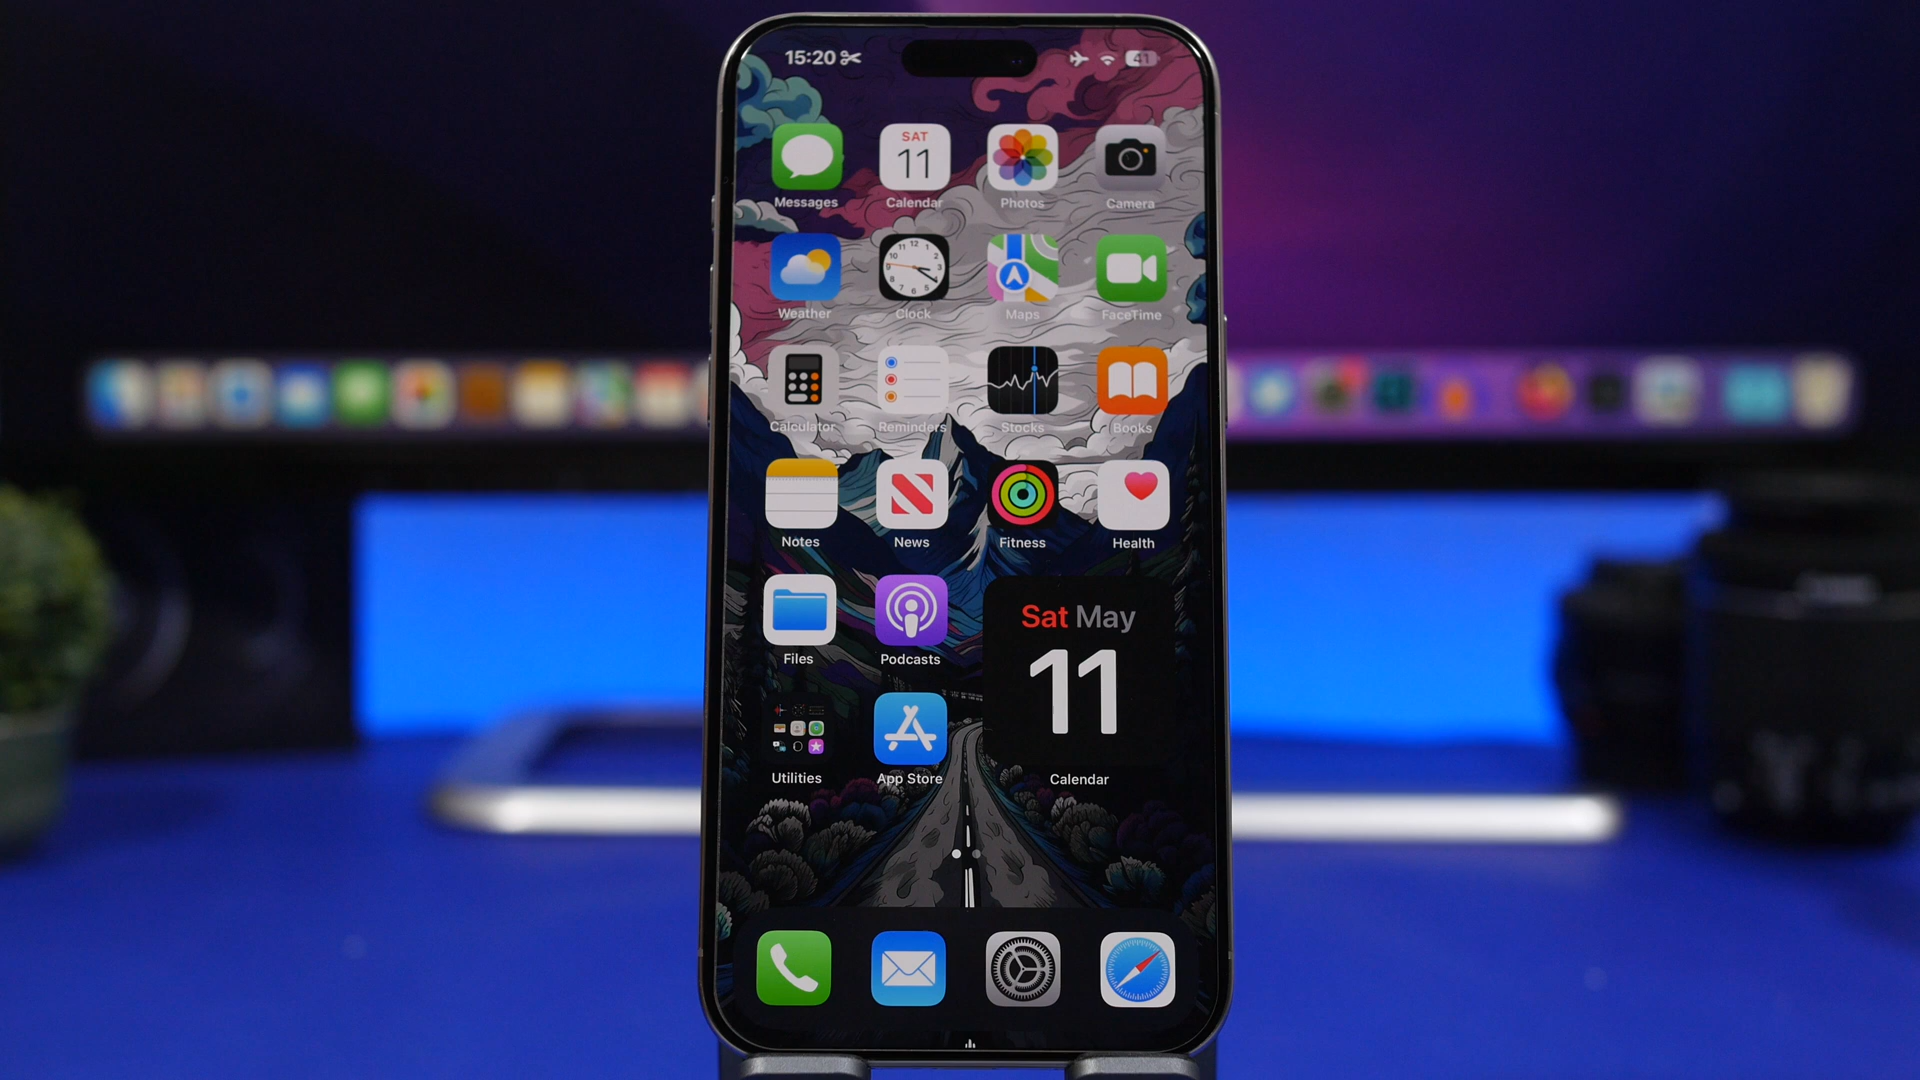 15:20
41
SAT
11
Messages
Calendar
Photos
Camera
Weather
Clock
Maps
FaceTime
Calculator
Reminders
Stocks
Books
Notes
News
Fitness
Health
Files
Podcasts
Sat May
11
Utilities
App Store
Calendar